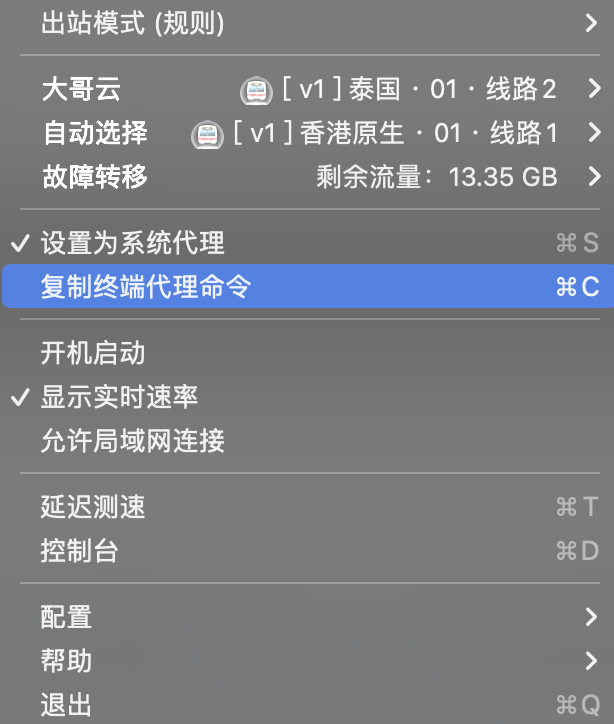 出站模式 (规则)
大哥云 [ v1 ] 泰国 · 01 · 线路 2
自动选择 [ v1 ] 香港原生 · 01 · 线路 1
故障转移 剩余流量：13.35 GB
✓ 设置为系统代理 ⌘ S
复制终端代理命令 ⌘ C
开机启动
✓ 显示实时速率
允许局域网连接
延迟测速 ⌘ T
控制台 ⌘ D
配置
帮助
退出 ⌘ Q